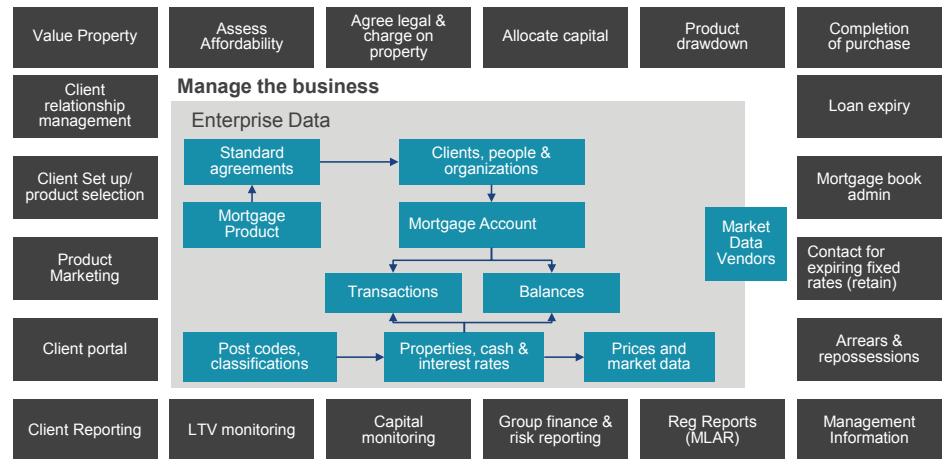 Value Property
Assess
Affordability
Agree legal &
charge on
property
Allocate capital
Product
drawdown
Completion
of purchase
Client
relationship
management
Manage the business
Loan expiry
Enterprise Data
Standard
agreements
Clients, people &
organizations
Client Set up/
product selection
Mortgage book
admin
Mortgage
Product
Mortgage Account
Market
Data
Vendors
Product
Marketing
Contact for
expiring fixed
rates (retain)
Transactions
Balances
Client portal
Post codes,
classifications
Properties, cash &
interest rates
Prices and
market data
Arrears &
repossessions
Client Reporting
LTV monitoring
Capital
monitoring
Group finance &
risk reporting
Reg Reports
(MLAR)
Management
Information